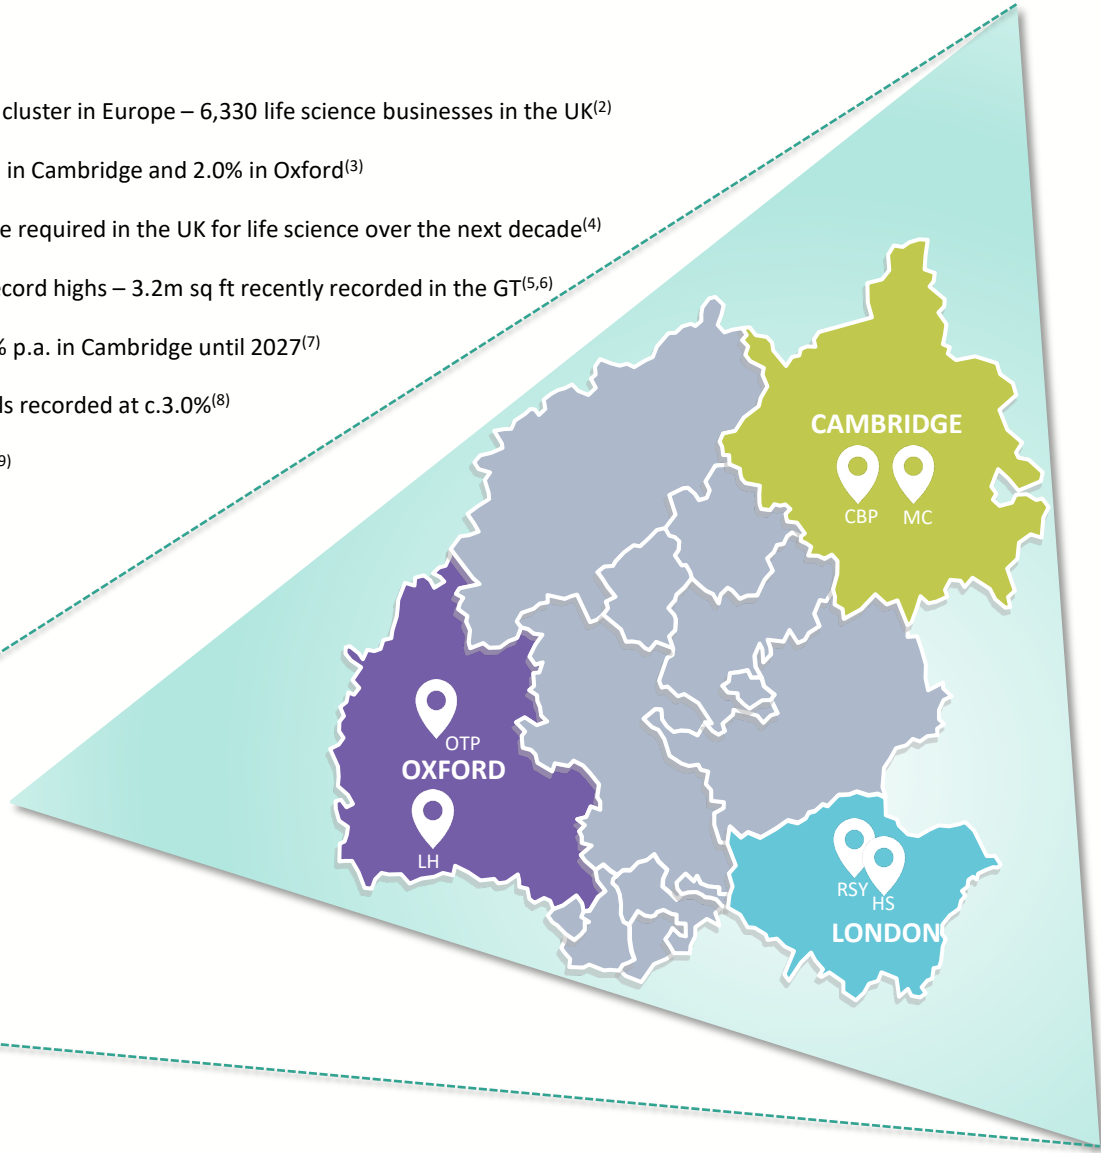 cluster in Europe – 6,330 life science businesses in the UK(2)
in Cambridge and 2.0% in Oxford(3)
e required in the UK for life science over the next decade(4)
ecord highs – 3.2m sq ft recently recorded in the GT(5,6)
% p.a. in Cambridge until 2027(7)
ds recorded at c.3.0%(8)
9)
CAMBRIDGE
CBP MC
OTP
OXFORD
LH
RSY
HS
LONDON